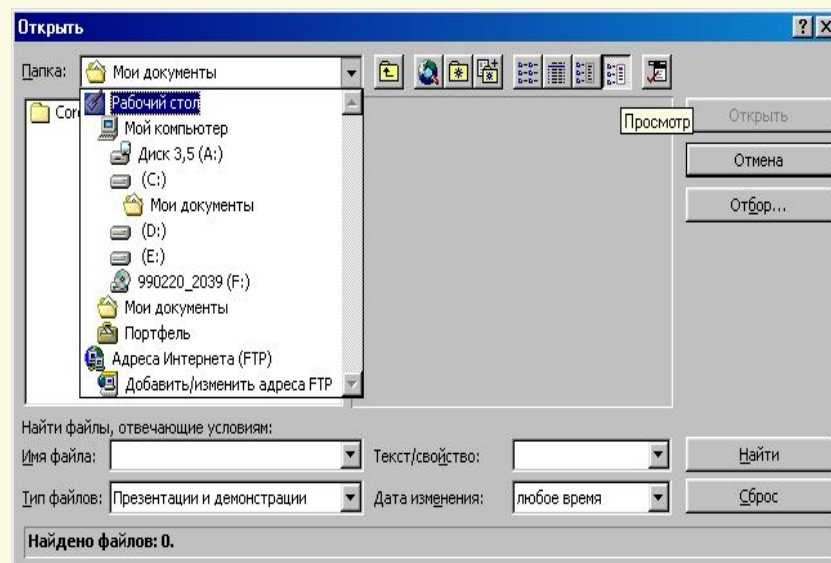 Открыть
Папка: Мои документы
Просмотр
Открыть
Рабочий стол
Мой компьютер
Диск 3,5 (A:)
Отмена
(C:)
Мои документы
Отбор...
(D:)
(E:)
990220_2039 (F:)
Мои документы
Портфель
Адреса Интернета (FTP)
Добавить/изменить адреса FTP
Найти файлы, отвечающие условиям:
Имя файла: Текст/свойство: Найти
Тип файлов: Презентации и демонстрации Дата изменения: любое время Сброс
Найдено файлов: 0.